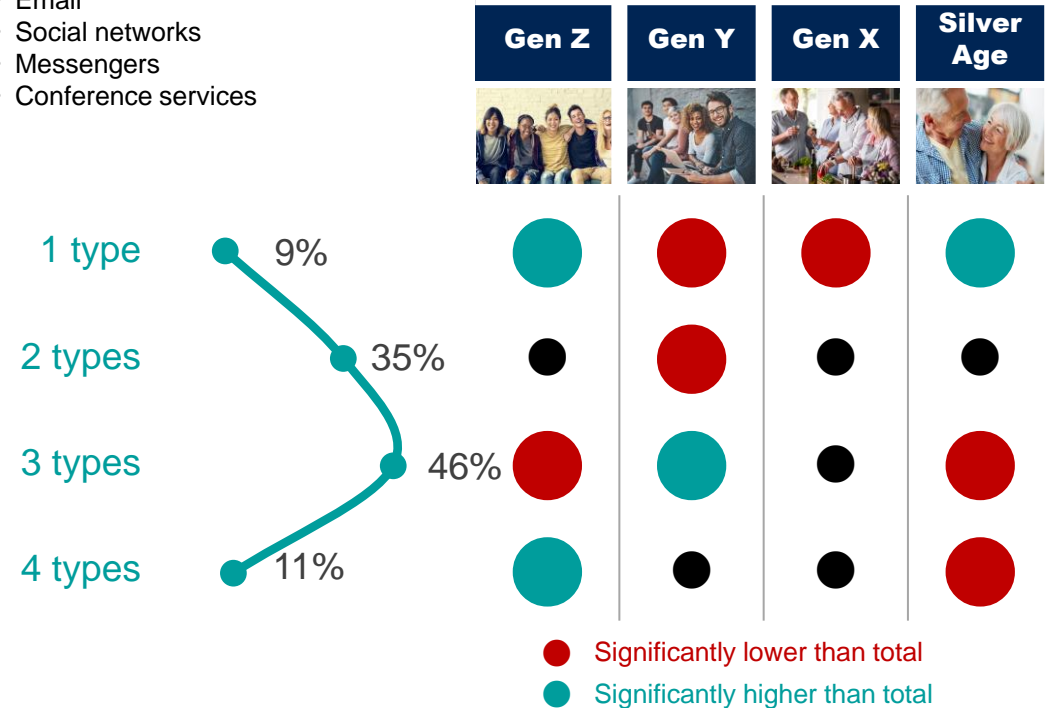 Email
Social networks
Messengers
Conference services
Gen Z
Gen Y
Gen X
Silver
Age
1 type
9%
2 types
35%
3 types
46%
4 types
11%
Significantly lower than total
Significantly higher than total